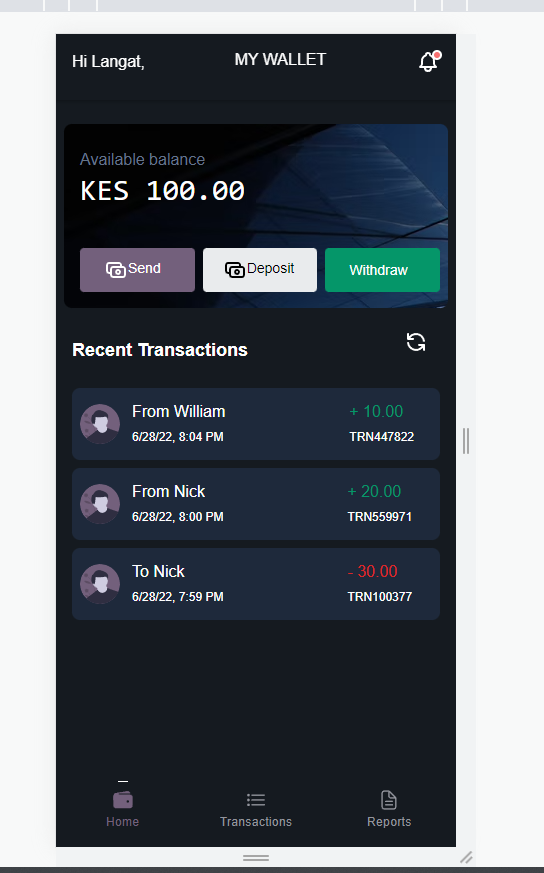 Hi Langat,
MY WALLET
Available balance
KES 100.00
Send
Deposit
Withdraw
Recent Transactions
From William
+ 10.00
6/28/22, 8:04 PM
TRN447822
From Nick
+ 20.00
6/28/22, 8:00 PM
TRN559971
To Nick
- 30.00
6/28/22, 7:59 PM
TRN100377
Home
Transactions
Reports